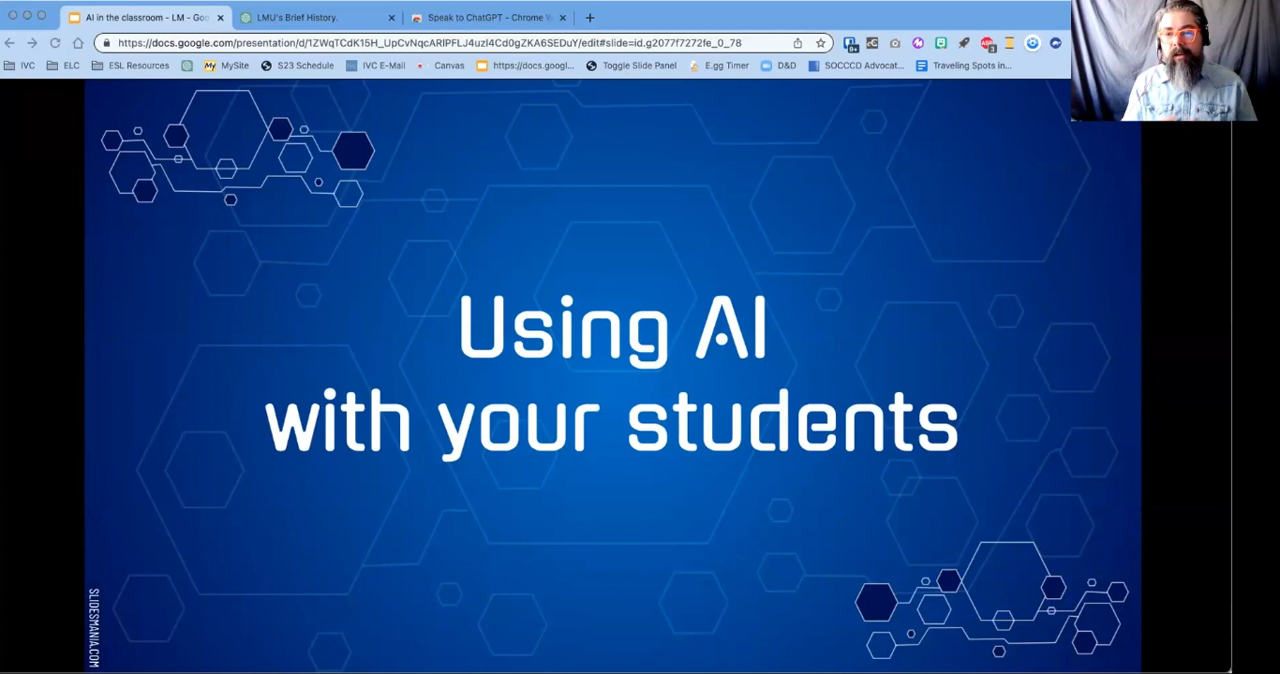 AI in the classroom - LM - Goo
LMU's Brief History.
Speak to ChatGPT - Chrome W
https://docs.google.com/presentation/d/1ZWqTCdK15H_UpCvNqcARIPFLJ4uzI4Cd0gZKA6SEDuY/edit#slide=id.g2077f7272fe_0_78
IVC ELC ESL Resources MySite S23 Schedule IVC E-Mail Canvas https://docs.googl... Toggle Slide Panel E.gg Timer D&D SOCCCD Advocat... Traveling Spots in...
Using AI
with your students
SLIDESMANIA.COM